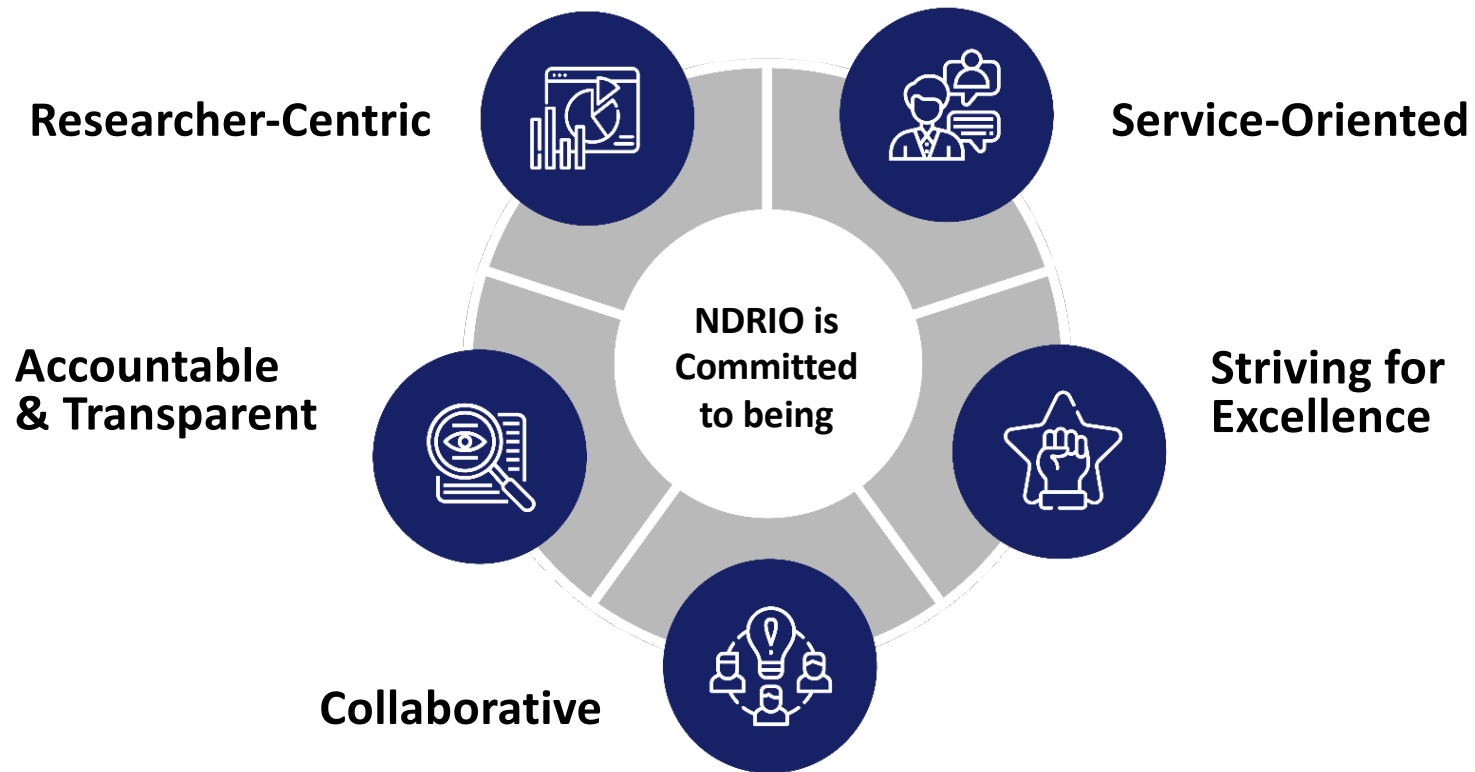 Researcher-Centric
Service-Oriented
NDRIO is
Committed
to being
Accountable
& Transparent
Striving for
Excellence
Collaborative